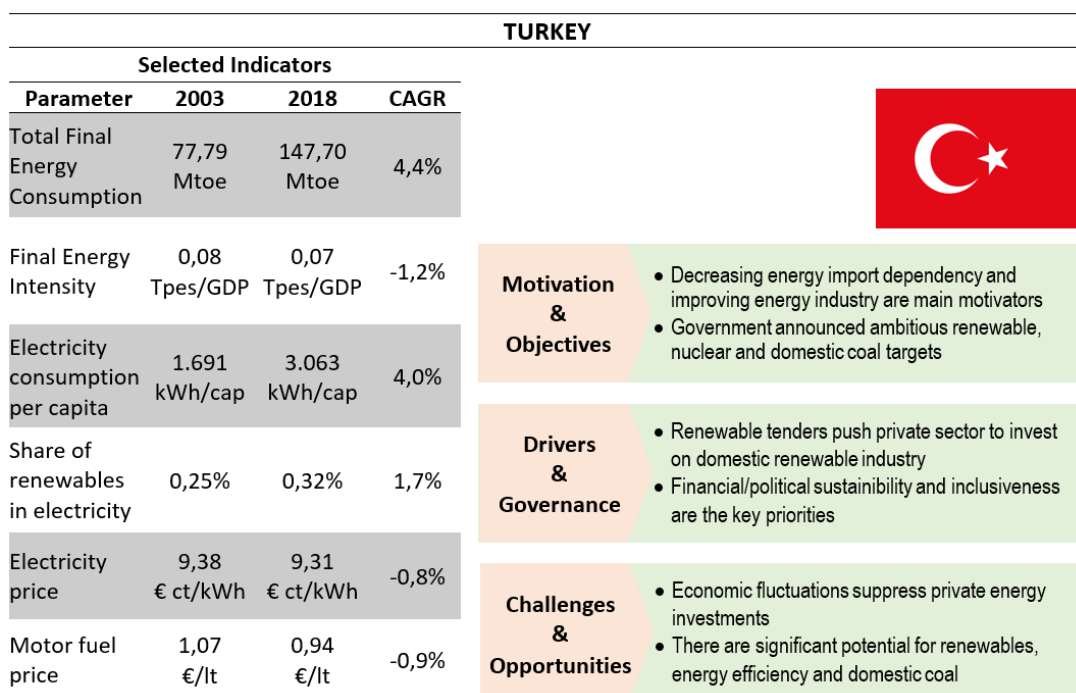 TURKEY
Selected Indicators
Parameter 2003 2018 CAGR
Total Final
Energy
Consumption
77,79
Mtoe
147,70
Mtoe
4,4%
Final Energy
Intensity
0,08
Tpes/GDP
0,07
Tpes/GDP
-1,2%
Electricity
consumption
per capita
1.691
kWh/cap
3.063
kWh/cap
4,0%
Share of
renewables
in electricity
0,25%
0,32%
1,7%
Electricity
price
9,38
€ ct/kWh
9,31
€ ct/kWh
-0,8%
Motor fuel
price
1,07
€/lt
0,94
€/lt
-0,9%
Motivation
&
Objectives
● Decreasing energy import dependency and
improving energy industry are main motivators
● Government announced ambitious renewable,
nuclear and domestic coal targets
Drivers
&
Governance
● Renewable tenders push private sector to invest
on domestic renewable industry
● Financial/political sustainibility and inclusiveness
are the key priorities
Challenges
&
Opportunities
● Economic fluctuations suppress private energy
investments
● There are significant potential for renewables,
energy efficiency and domestic coal